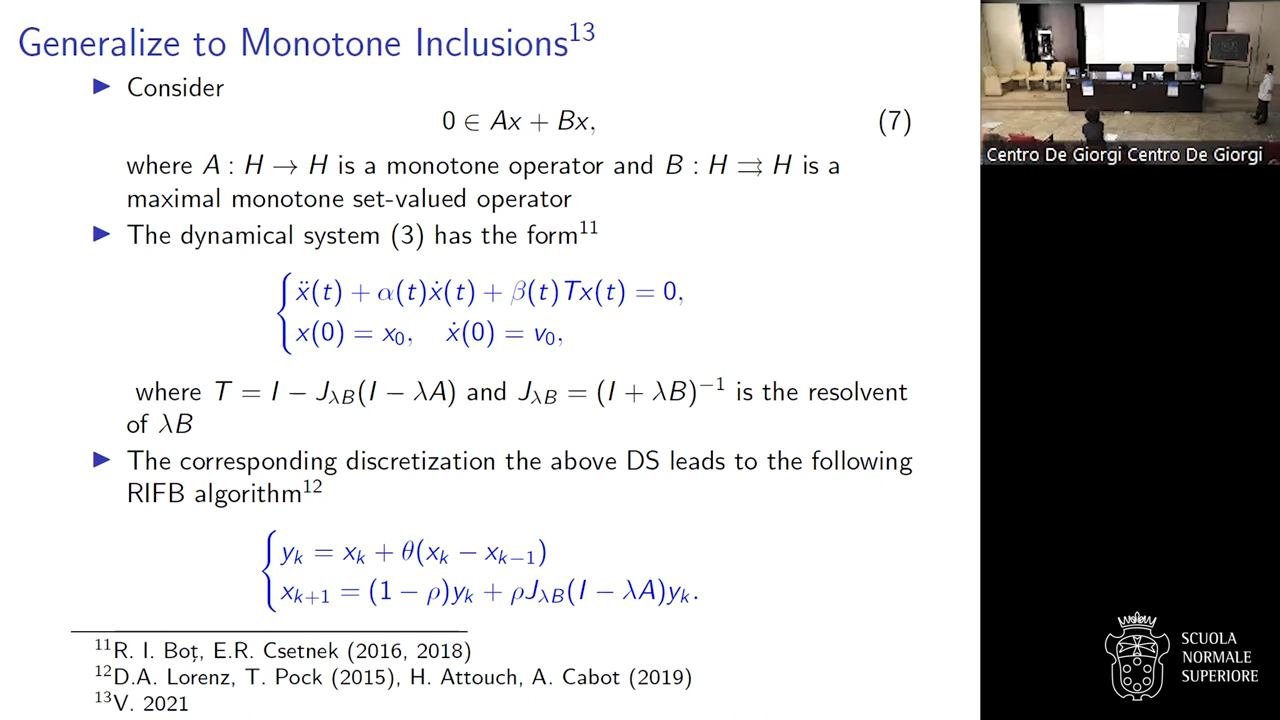 Generalize to Monotone Inclusions¹³
▶ Consider
0 ∈ Ax + Bx, (7)
where A : H → H is a monotone operator and B : H ⇉ H is a
maximal monotone set-valued operator
▶ The dynamical system (3) has the form¹¹
ẍ(t) + α(t)ẋ(t) + β(t)Tx(t) = 0,
x(0) = x₀, ẋ(0) = v₀,
where T = I − J_{λB}(I − λA) and J_{λB} = (I + λB)⁻¹ is the resolvent
of λB
▶ The corresponding discretization the above DS leads to the following
RIFB algorithm¹²
y_k = x_k + θ(x_k − x_{k−1})
x_{k+1} = (1 − ρ)y_k + ρJ_{λB}(I − λA)y_k.
¹¹R. I. Boţ, E.R. Csetnek (2016, 2018)
¹²D.A. Lorenz, T. Pock (2015), H. Attouch, A. Cabot (2019)
¹³V. 2021
Centro De Giorgi Centro De Giorgi
SCUOLA
NORMALE
SUPERIORE